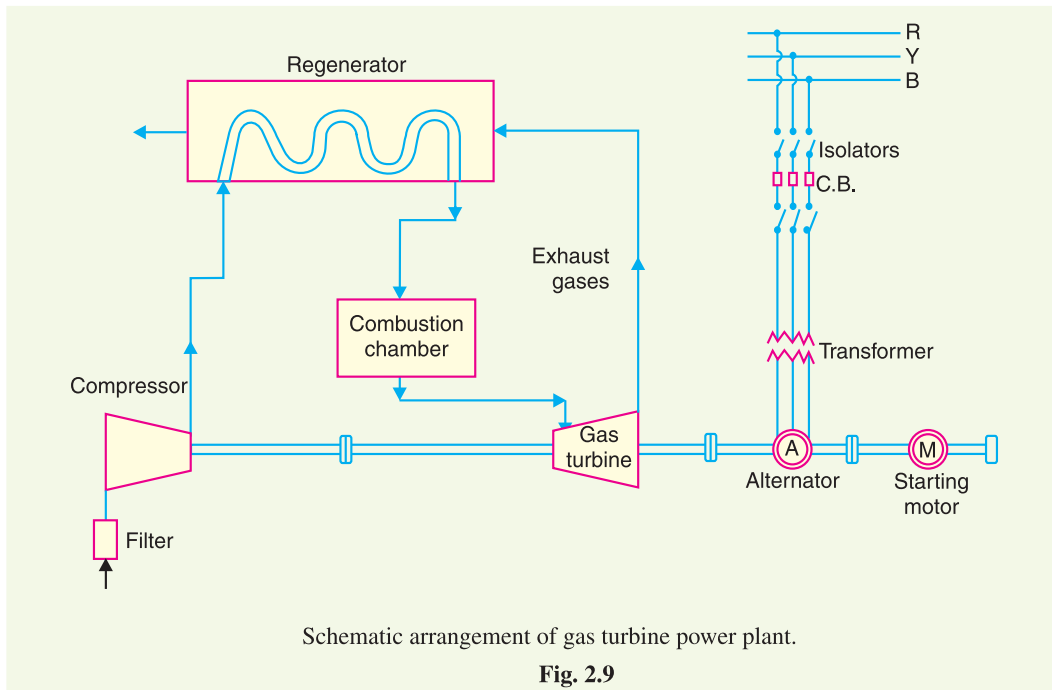 R
Y
B
Regenerator
Isolators
C.B.
Exhaust
gases
Combustion
chamber
Transformer
Compressor
Gas
turbine
A
M
Alternator
Starting
motor
Filter
Schematic arrangement of gas turbine power plant.
Fig. 2.9